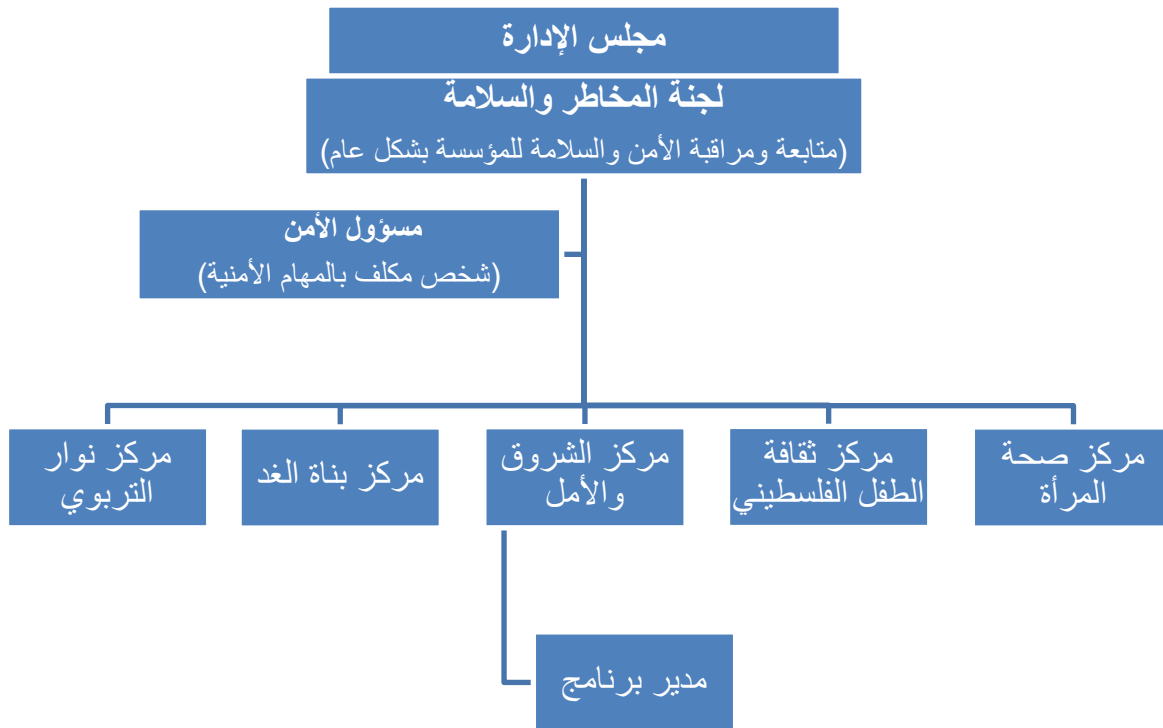 مجلس الإدارة
لجنة المخاطر والسلامة
(متابعة ومراقبة الأمن والسلامة للمؤسسة بشكل عام)
مسؤول الأمن
(شخص مكلف بالمهام الأمنية)
مركز صحة
المرأة
مركز ثقافة
الطفل الفلسطيني
مركز الشروق
والأمل
مركز بناة الغد
مركز نوار
التربوي
مدير برنامج